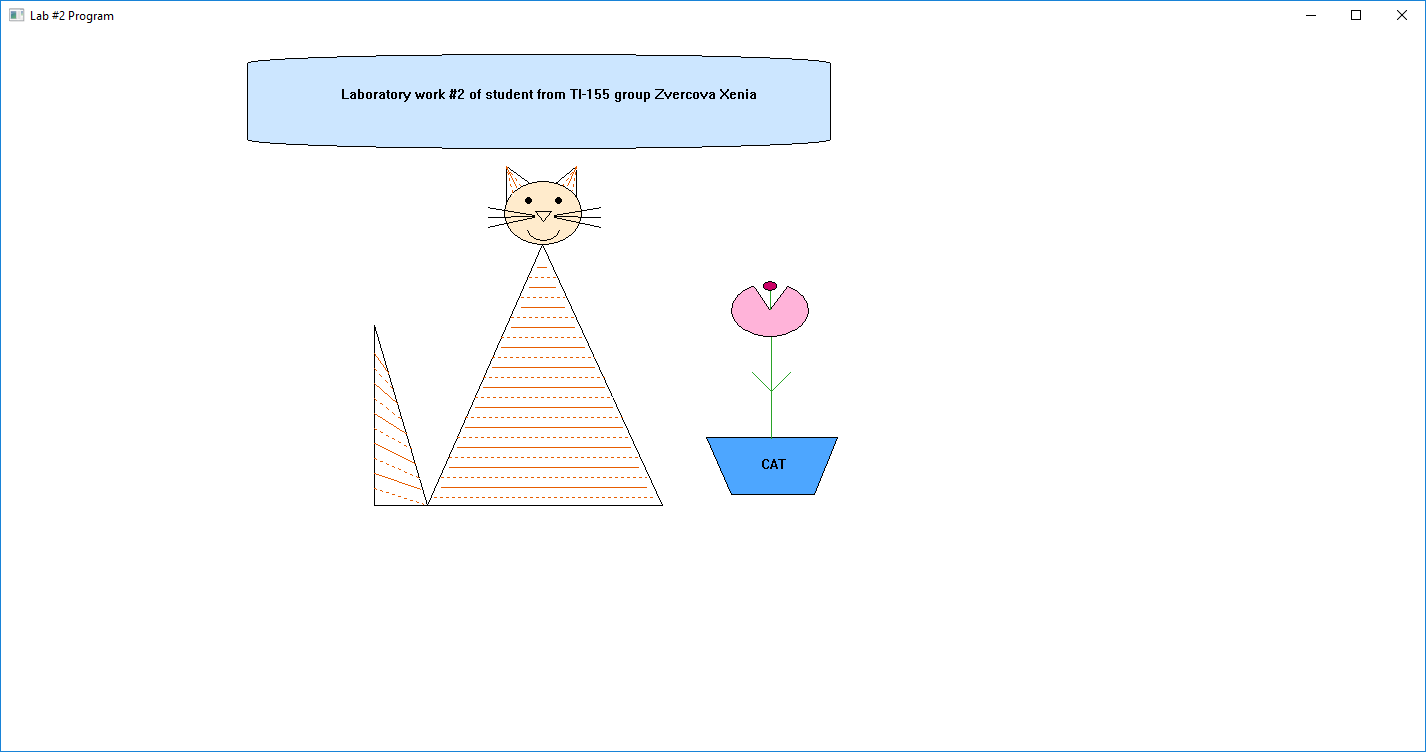 Lab #2 Program
Laboratory work #2 of student from TI-155 group Zvercova Xenia
CAT